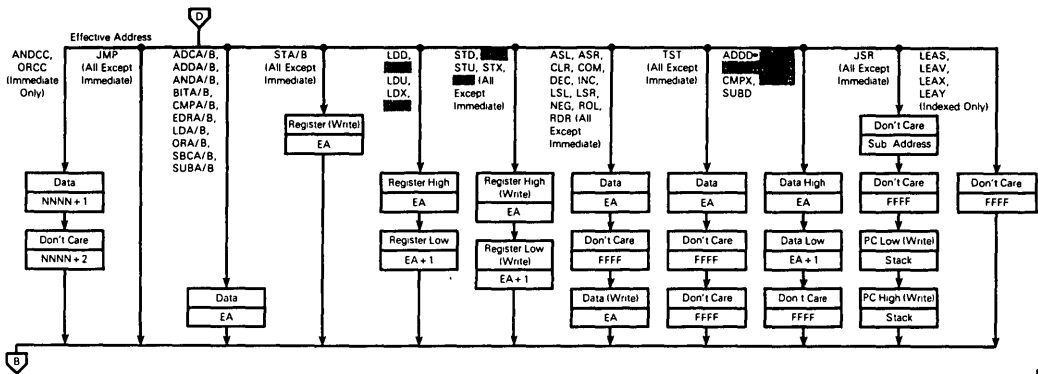 D
Effective Address
ANDCC,
ORCC
(Immediate
Only)
JMP
(All Except
Immediate)
ADCA/B,
ADDA/B,
ANDA/B,
BITA/B,
CMPA/B,
EDRA/B,
LDA/B,
ORA/B,
SBCA/B,
SUBA/B
STA/B
(All Except
Immediate)
LDD,
LDU,
LDX,
STD,
STU, STX,
(All
Except
Immediate)
ASL, ASR,
CLR, COM,
DEC, INC,
LSL, LSR,
NEG, ROL,
RDR (All
Except
Immediate)
TST
(All Except
Immediate)
ADDD
CMPX,
SUBD
JSR
(All Except
Immediate)
LEAS,
LEAV,
LEAX,
LEAY
(Indexed Only)
Data
NNNN + 1
Don't Care
NNNN + 2
Data
EA
Register (Write)
EA
Register High
EA
Register Low
EA + 1
Register High
(Write)
EA
Register Low
(Write)
EA + 1
Data
EA
Don't Care
FFFF
Data (Write)
EA
Data
EA
Don't Care
FFFF
Don't Care
FFFF
Data High
EA
Data Low
EA + 1
Don t Care
FFFF
Don't Care
Sub Address
Don't Care
FFFF
PC Low (Write)
Stack
PC High (Write)
Stack
Don't Care
FFFF
B